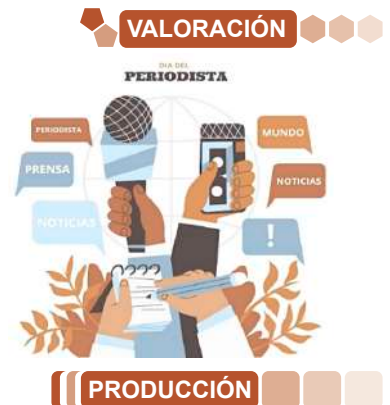 VALORACIÓN
DIA DEL
PERIODISTA
PERIODISTA
MUNDO
PRENSA
NOTICIAS
NOTICIAS
!
PRODUCCIÓN